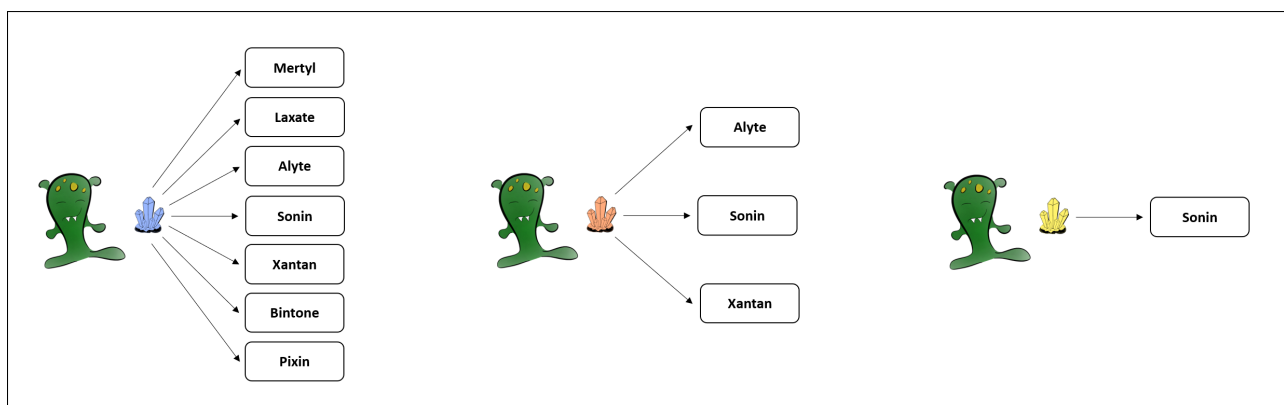 Mertyl
Laxate
Alyte
Sonin
Xantan
Bintone
Pixin
Alyte
Sonin
Xantan
Sonin